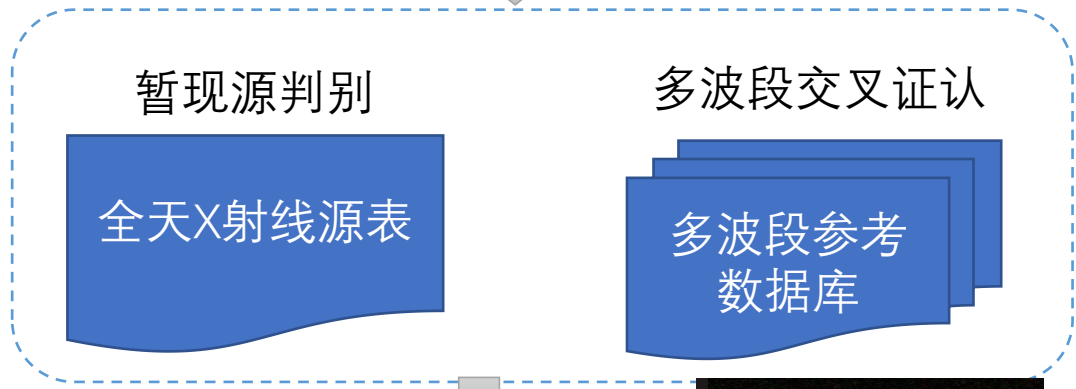 暂现源判别
多波段交叉证认
全天X射线源表
多波段参考
数据库